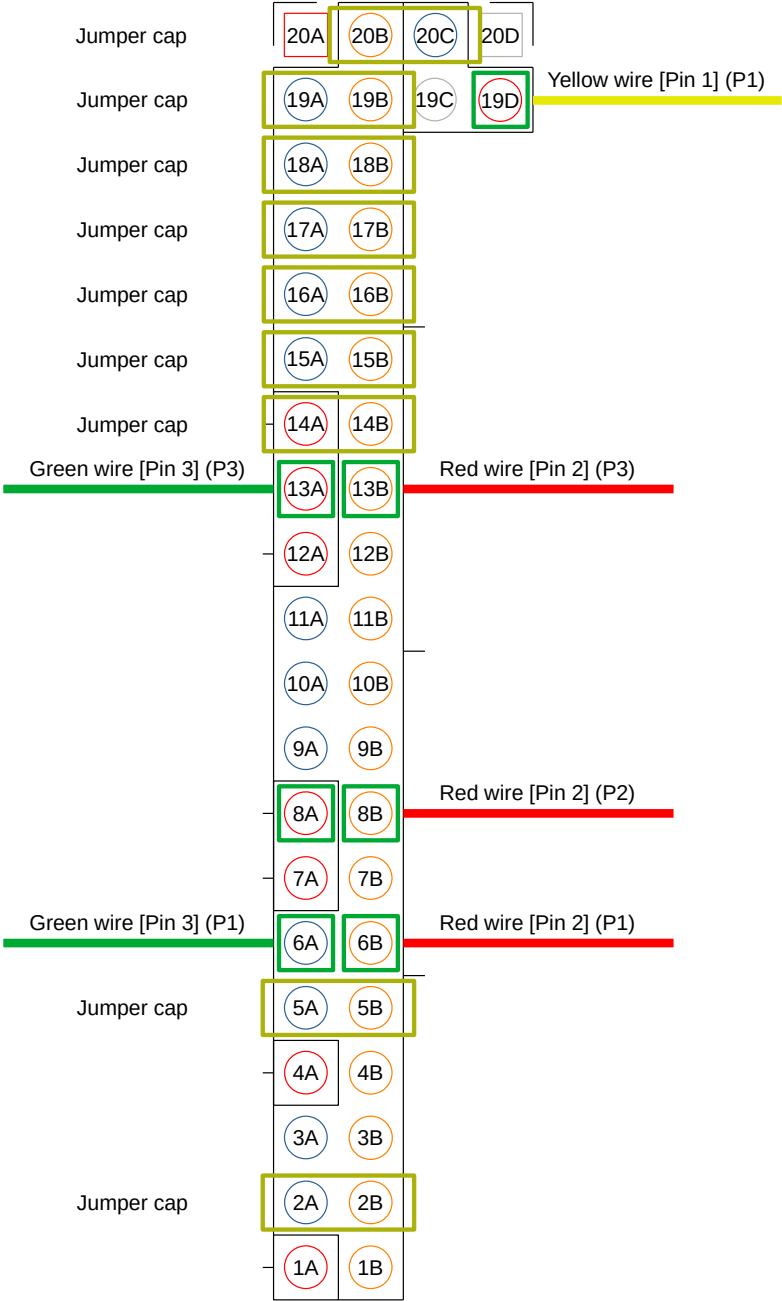 Jumper cap 20A 20B 20C 20D
Yellow wire [Pin 1] (P1)
Jumper cap 19A 19B 19C 19D
Jumper cap 18A 18B
Jumper cap 17A 17B
Jumper cap 16A 16B
Jumper cap 15A 15B
Jumper cap 14A 14B
Green wire [Pin 3] (P3) 13A 13B Red wire [Pin 2] (P3)
12A 12B
11A 11B
10A 10B
9A 9B
8A 8B Red wire [Pin 2] (P2)
7A 7B
Green wire [Pin 3] (P1) 6A 6B Red wire [Pin 2] (P1)
Jumper cap 5A 5B
4A 4B
3A 3B
Jumper cap 2A 2B
1A 1B